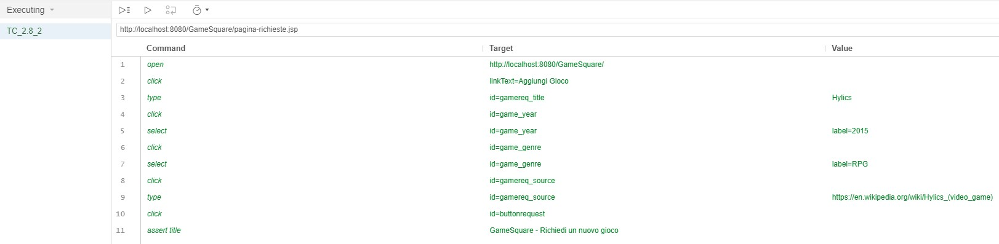 Executing
TC_2.8_2
http://localhost:8080/GameSquare/pagina-richieste.jsp
Command Target Value
1 open http://localhost:8080/GameSquare/
2 click linkText=Aggiungi Gioco
3 type id=gamereq_title Hylics
4 click id=game_year
5 select id=game_year label=2015
6 click id=game_genre
7 select id=game_genre label=RPG
8 click id=gamereq_source
9 type id=gamereq_source https://en.wikipedia.org/wiki/Hylics_(video_game)
10 click id=buttonrequest
11 assert title GameSquare - Richiedi un nuovo gioco